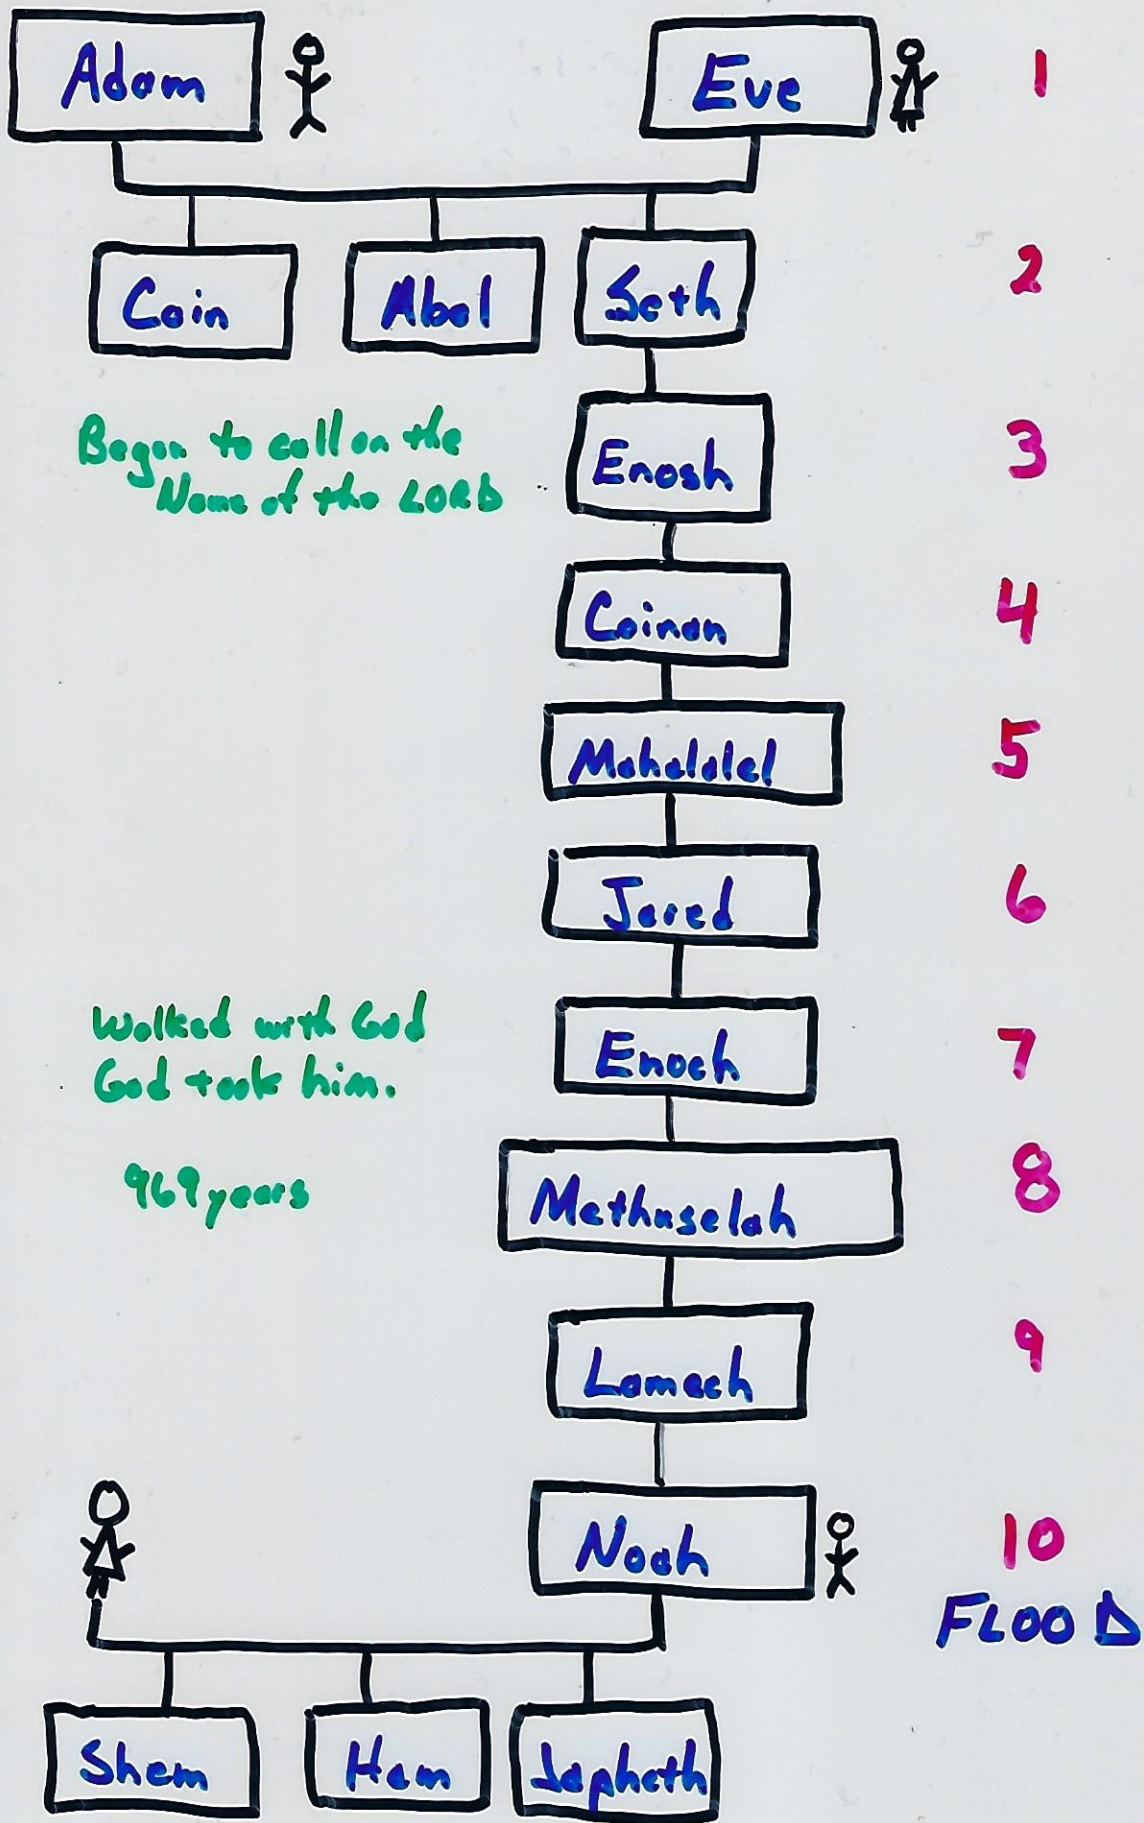 Adam Eve 1
Cain Abel Seth 2
Began to call on the
Name of the LORD
Enosh 3
Cainan 4
Mahalalel 5
Jared 6
Walked with God
God took him.
Enoch 7
969 years
Methuselah 8
Lamech 9
Noah 10
FLOOD
Shem Ham Japheth